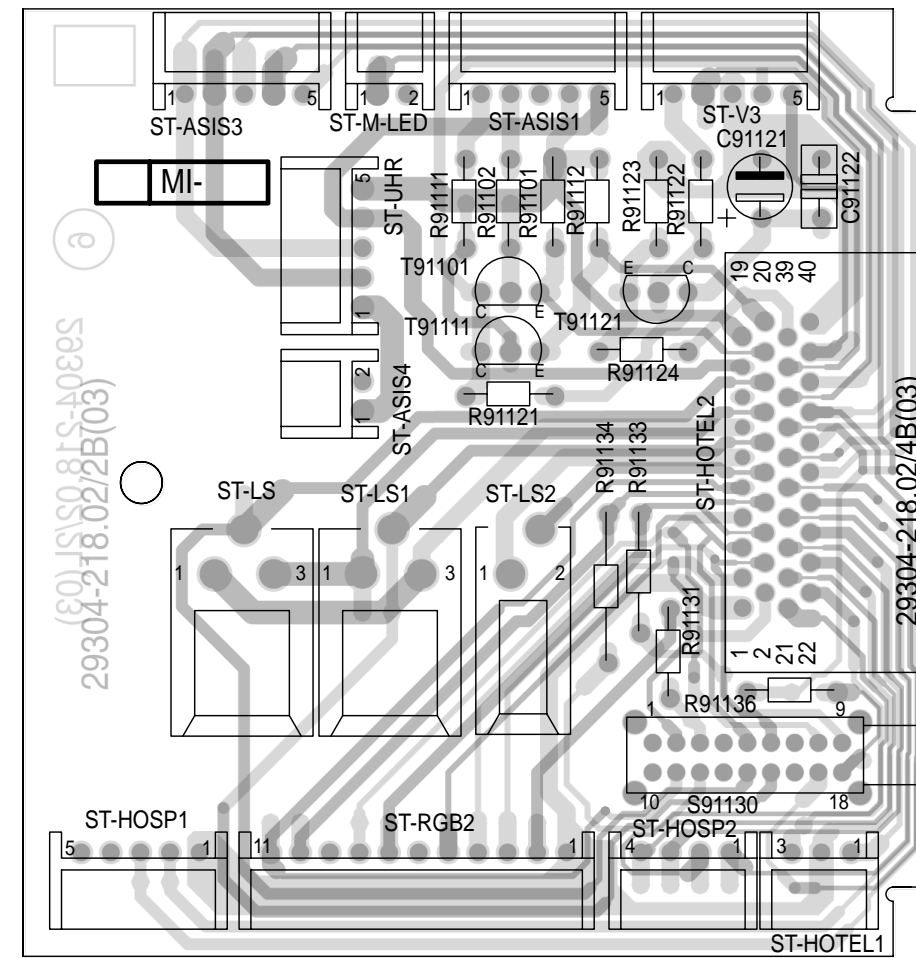 1 5 1 2 1 5 1 5
ST-ASIS3 ST-M-LED ST-ASIS1 ST-V3
C91121
MI-
5
ST-UHR
1
R91111
R91102
R91101
R91112
R91123
R91122
+
C91122
6
T91101
C E
E C
T91111 T91121
C E
R91124
R91121
2
1
ST-ASIS4
19
20
39
40
29304-218.02/2L(03)
29304-218.02/2B(03)
29304-218.02/4B(03)
R91134
R91133
ST-HOTEL2
ST-LS ST-LS1 ST-LS2
1 3 1 3 1 2
R91131
1
2
21
22
R91136
1 9
10 S91130 18
ST-HOSP1 ST-RGB2 ST-HOSP2
5 1 11 1 4 1 3 1
ST-HOTEL1